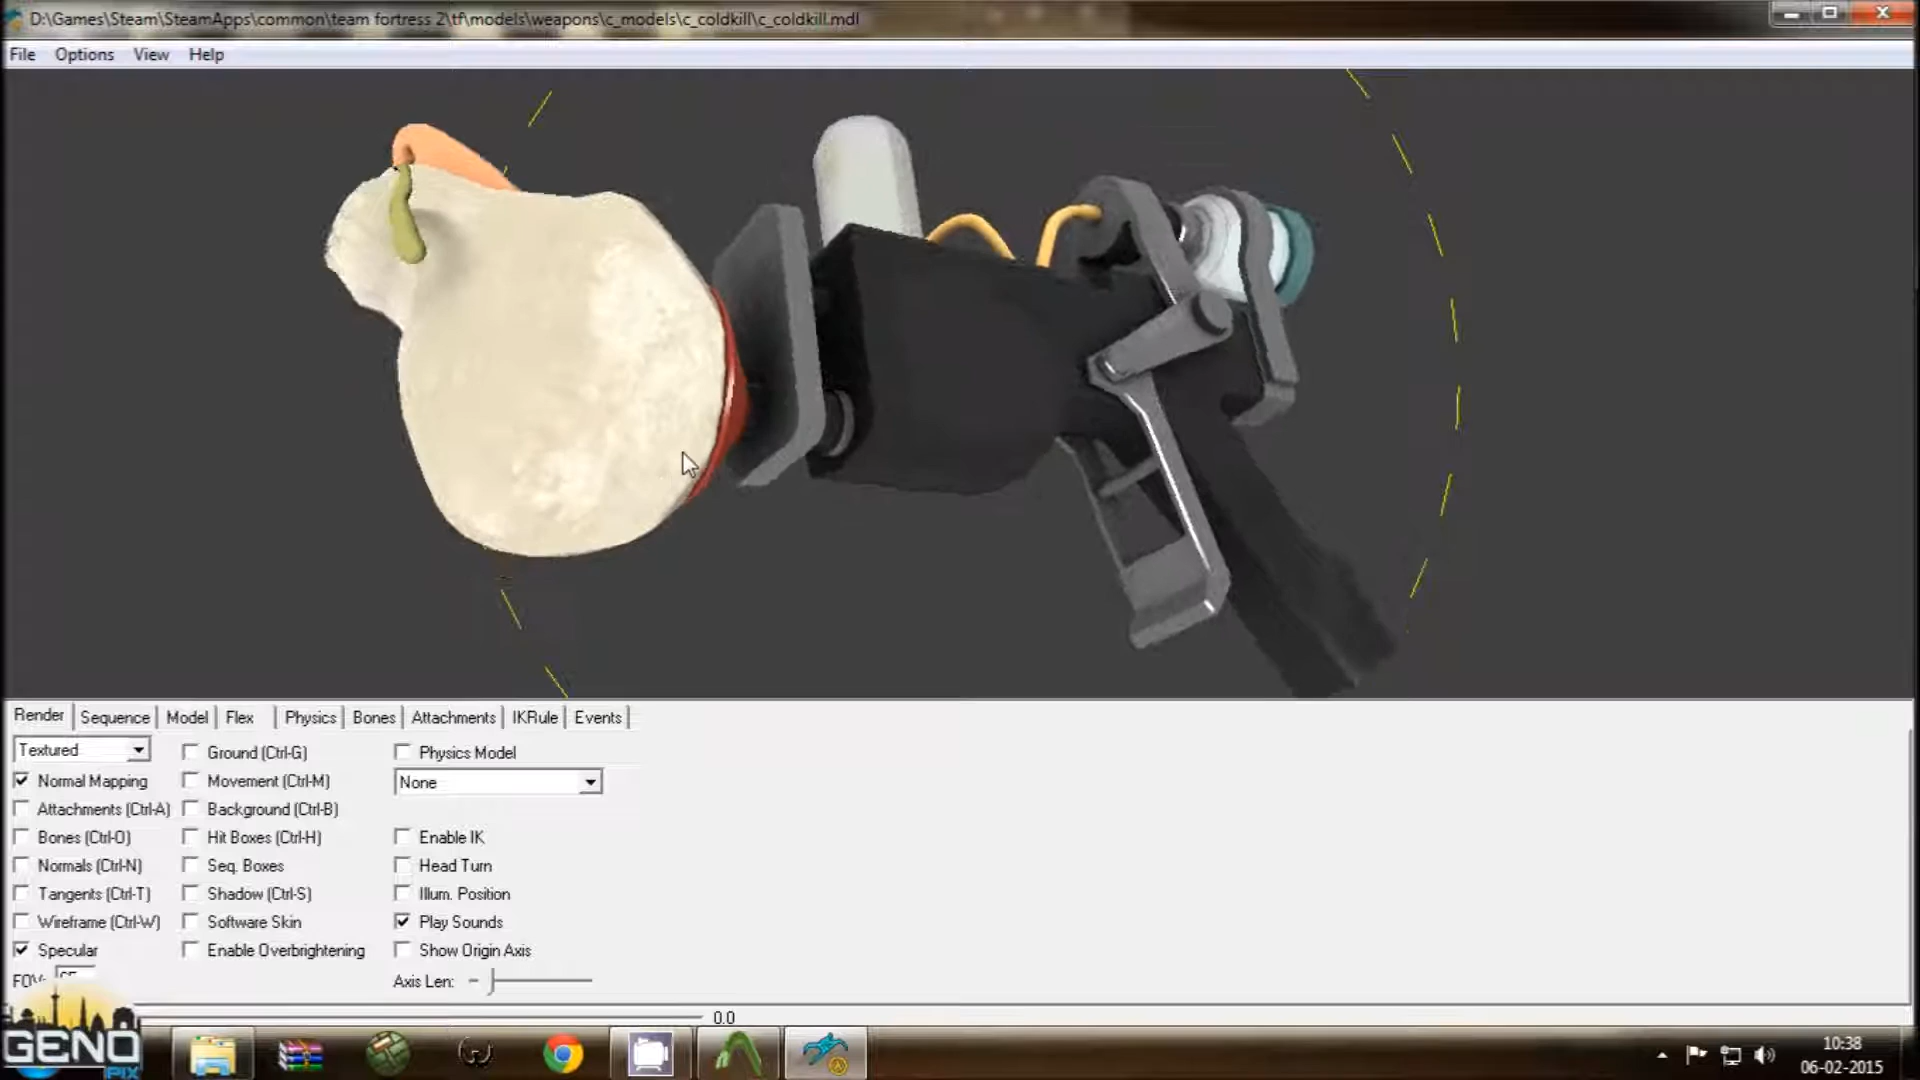 D:\Games\Steam\SteamApps\common\team fortress 2\tf\models\weapons\c_models\c_coldkill\c_coldkill.mdl
File Options View Help
Render Sequence Model Flex Physics Bones Attachments IKRule Events
Textured Ground (Ctrl-G) Physics Model
Normal Mapping Movement (Ctrl-M) None
Attachments (Ctrl-A) Background (Ctrl-B)
Bones (Ctrl-O) Hit Boxes (Ctrl-H) Enable IK
Normals (Ctrl-N) Seq. Boxes Head Turn
Tangents (Ctrl-T) Shadow (Ctrl-S) Illum. Position
Wireframe (Ctrl-W) Software Skin Play Sounds
Specular Enable Overbrightening Show Origin Axis
Axis Len:
0.0
GENO
PIX
10:38
06-02-2015